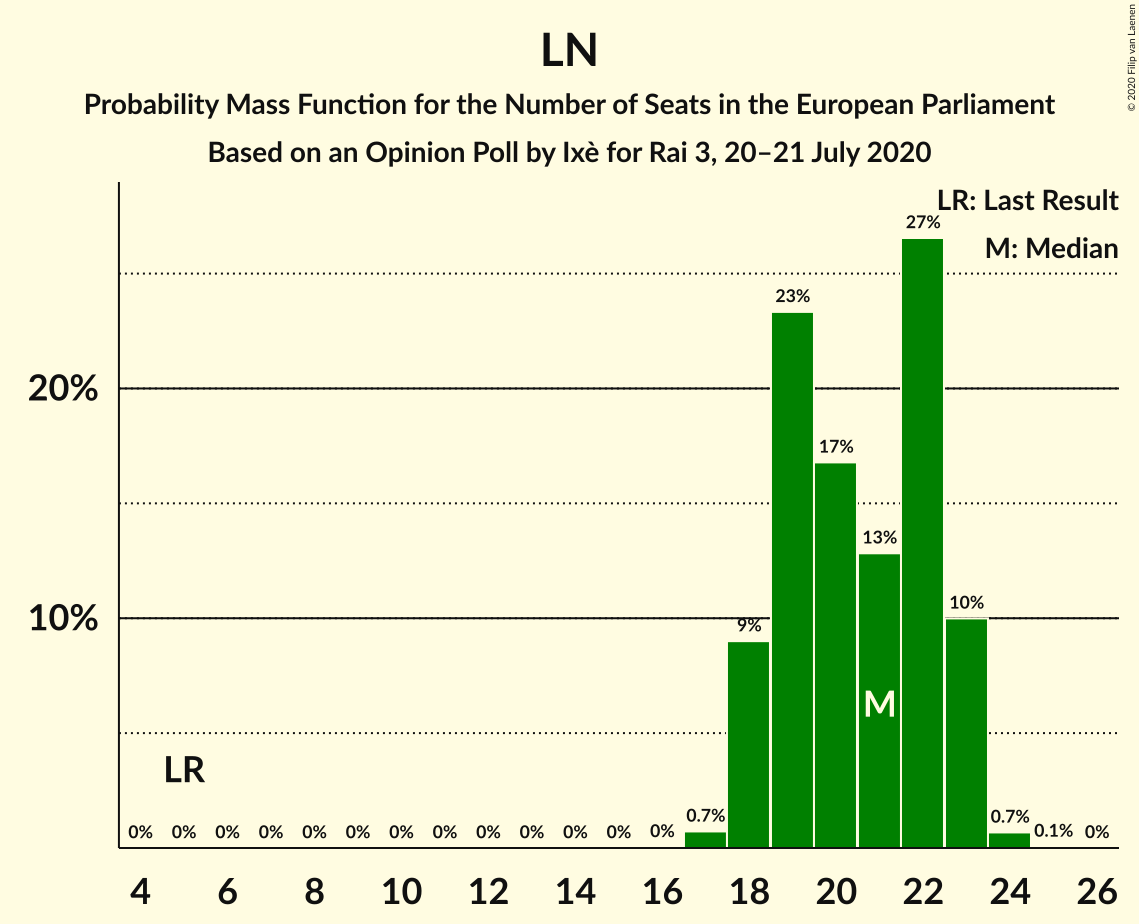 LN
Probability Mass Function for the Number of Seats in the European Parliament
Based on an Opinion Poll by Ixè for Rai 3, 20–21 July 2020
© 2020 Filip van Laenen
LR: Last Result
M: Median
20%
10%
0% 0% 0% 0% 0% 0% 0% 0% 0% 0% 0% 0% 0% 0.7% 9% 23% 17% 13% 27% 10% 0.7% 0.1% 0%
LR
M
4 6 8 10 12 14 16 18 20 22 24 26